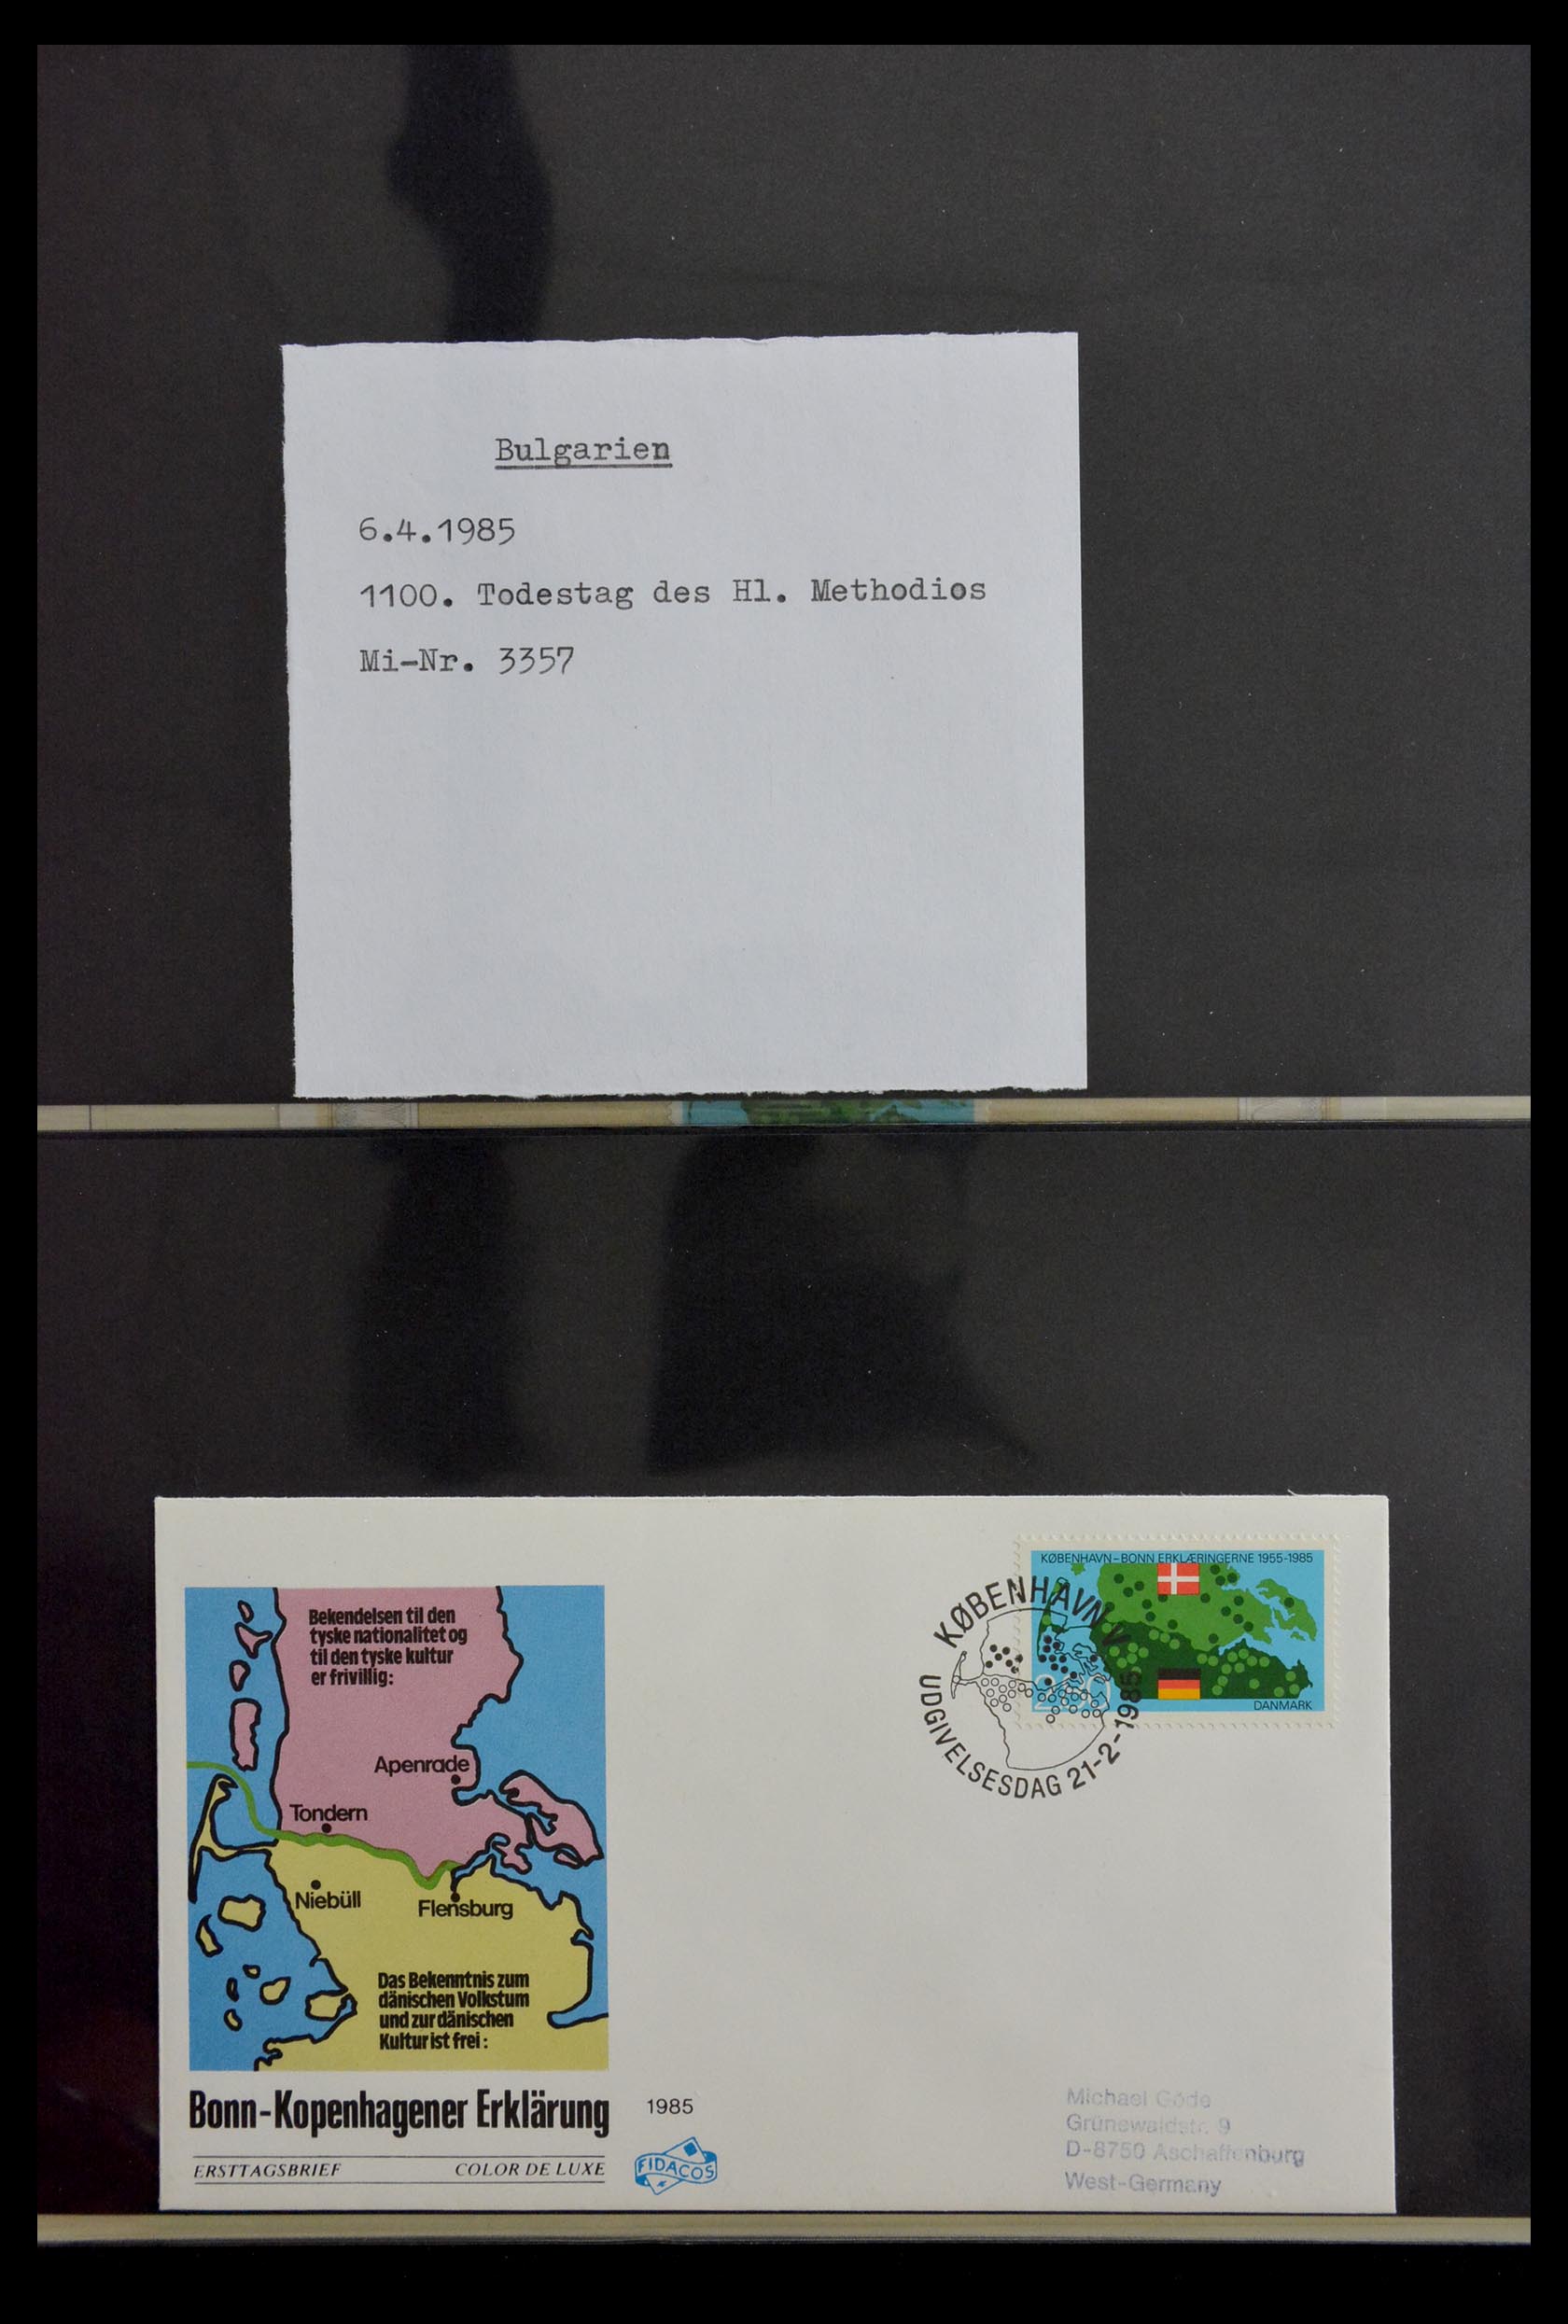 Bulgarien
6.4.1985
1100. Todestag des Hl. Methodios
Mi-Nr. 3357
KØBENHAVN-BONN ERKLÆRINGERNE 1955-1985
DANMARK
KØBENHAVN
UDGIVELSESDAG 21-2-1985
Bekendelsen til den
tyske nationalitet og
til den tyske kultur
er frivillig:
Apenrade
Tondern
Niebüll
Flensburg
Das Bekenntnis zum
dänischen Volkstum
und zur dänischen
Kultur ist frei:
Bonn-Kopenhagener Erklärung
1985
ERSTTAGSBRIEF COLOR DE LUXE
FIDACOS
Michael Göde
Grünewaldstr. 9
D-8750 Aschaffenburg
West-Germany